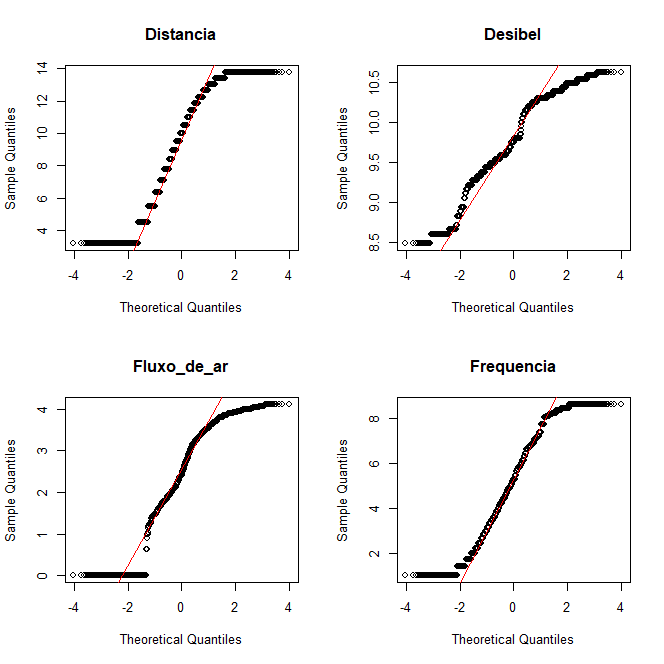 Distancia
Sample Quantiles
4 6 8 10 12 14
-4 -2 0 2 4
Theoretical Quantiles
Desibel
Sample Quantiles
8.5 9.0 9.5 10.0 10.5
-4 -2 0 2 4
Theoretical Quantiles
Fluxo_de_ar
Sample Quantiles
0 1 2 3 4
-4 -2 0 2 4
Theoretical Quantiles
Frequencia
Sample Quantiles
2 4 6 8
-4 -2 0 2 4
Theoretical Quantiles